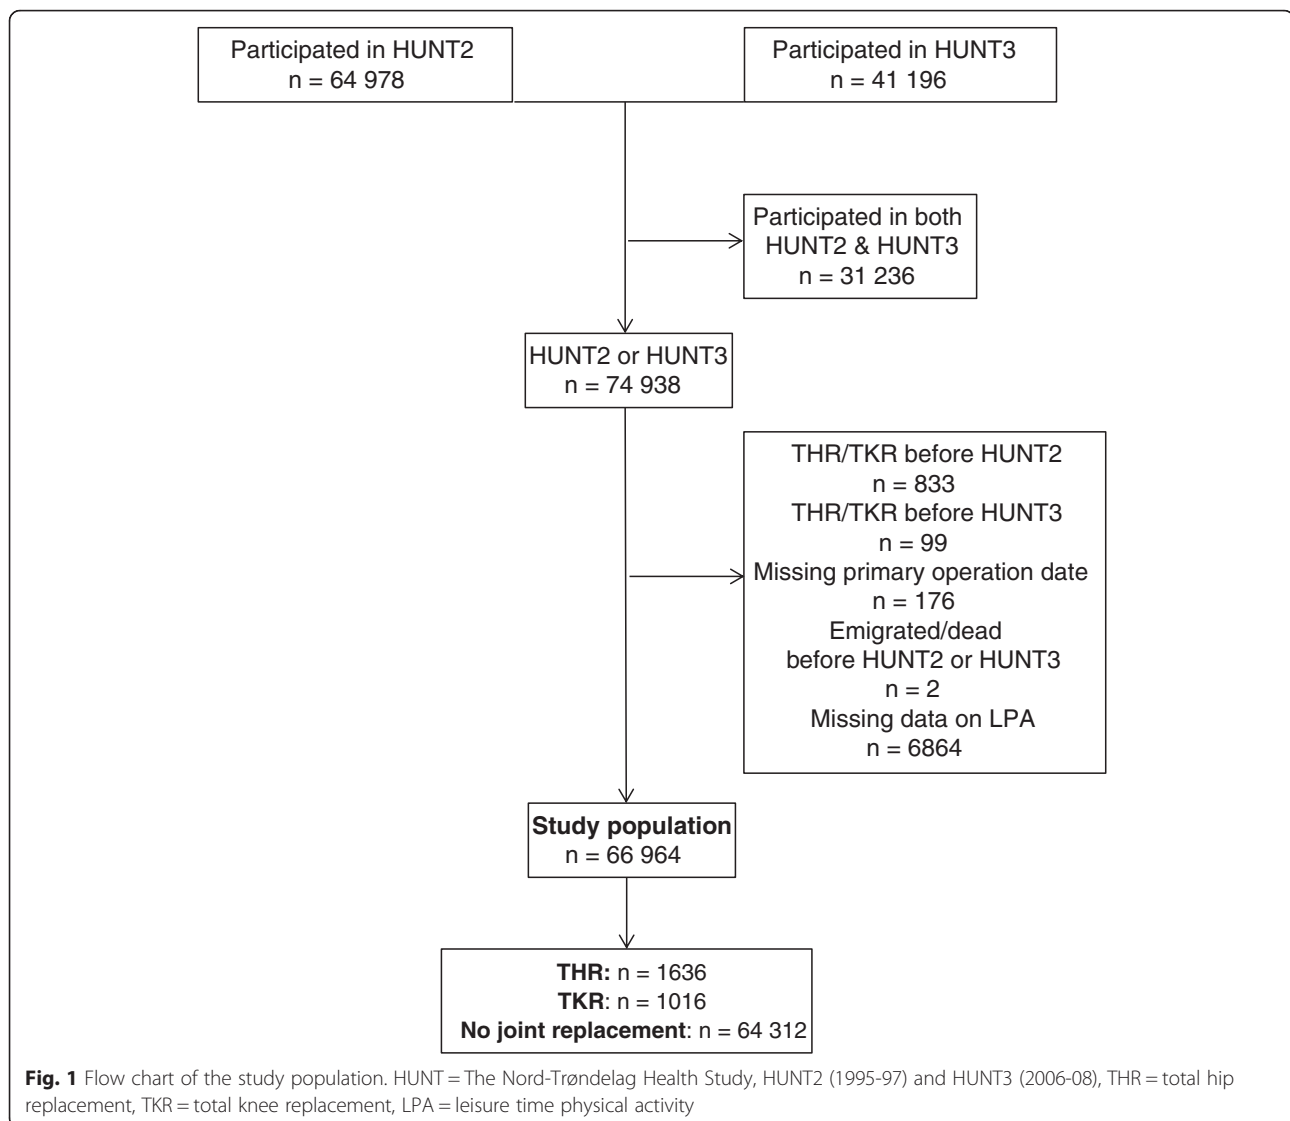 Participated in HUNT2
n = 64 978
Participated in HUNT3
n = 41 196
Participated in both
HUNT2 & HUNT3
n = 31 236
HUNT2 or HUNT3
n = 74 938
THR/TKR before HUNT2
n = 833
THR/TKR before HUNT3
n = 99
Missing primary operation date
n = 176
Emigrated/dead
before HUNT2 or HUNT3
n = 2
Missing data on LPA
n = 6864
Study population
n = 66 964
THR: n = 1636
TKR: n = 1016
No joint replacement: n = 64 312
Fig. 1 Flow chart of the study population. HUNT = The Nord-Trøndelag Health Study, HUNT2 (1995-97) and HUNT3 (2006-08), THR = total hip
replacement, TKR = total knee replacement, LPA = leisure time physical activity